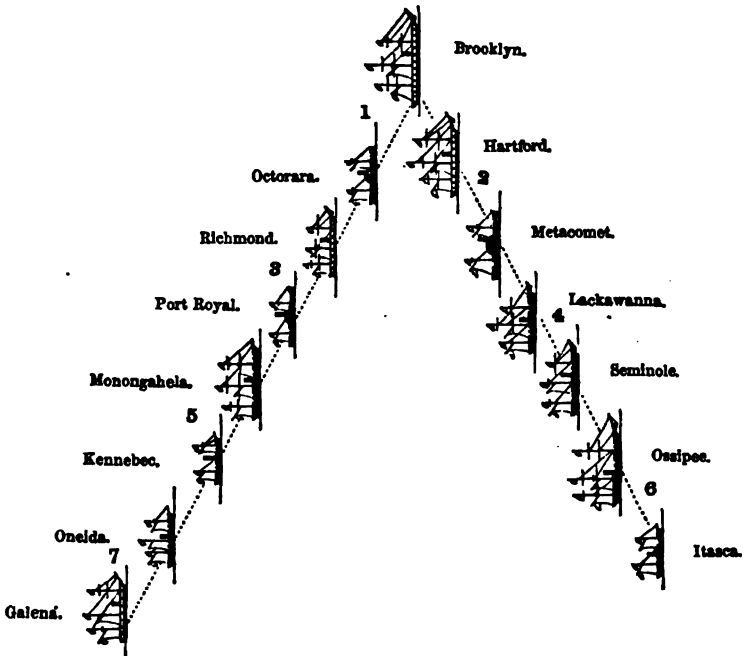 Brooklyn.
1
Hartford.
Octorara.
2
Richmond.
Metacomet.
3
Port Royal.
Lackawanna.
4
Monongahela.
Seminole.
5
Kennebec.
Ossipee.
6
Oneida.
7
Itasca.
Galena.